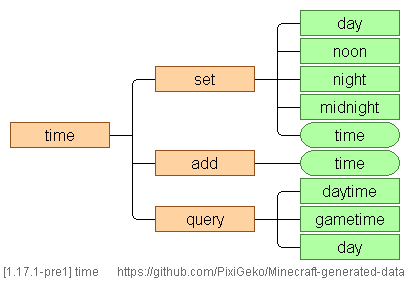 time
set
day
noon
night
midnight
time
add
time
query
daytime
gametime
day
[1.17.1-pre1] time https://github.com/PixiGeko/Minecraft-generated-data